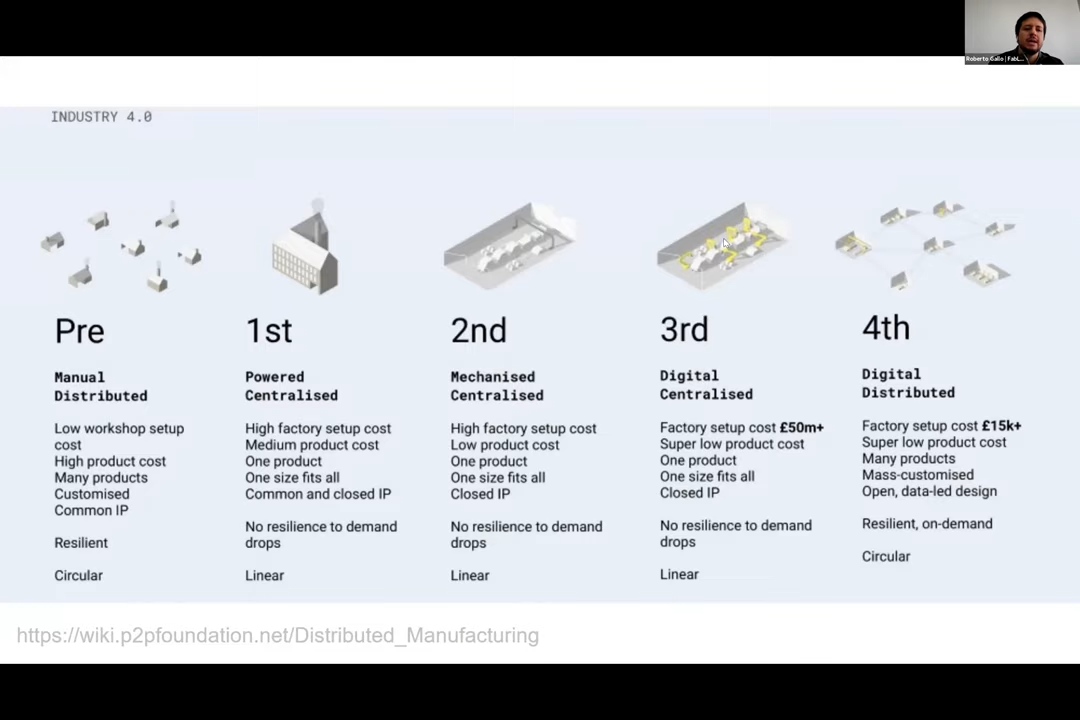 Roberto Gallo | FabL...
INDUSTRY 4.0
Pre
Manual
Distributed
Low workshop setup
cost
High product cost
Many products
Customised
Common IP
Resilient
Circular
1st
Powered
Centralised
High factory setup cost
Medium product cost
One product
One size fits all
Common and closed IP
No resilience to demand
drops
Linear
2nd
Mechanised
Centralised
High factory setup cost
Low product cost
One product
One size fits all
Closed IP
No resilience to demand
drops
Linear
3rd
Digital
Centralised
Factory setup cost £50m+
Super low product cost
One product
One size fits all
Closed IP
No resilience to demand
drops
Linear
4th
Digital
Distributed
Factory setup cost £15k+
Super low product cost
Many products
Mass-customised
Open, data-led design
Resilient, on-demand
Circular
https://wiki.p2pfoundation.net/Distributed_Manufacturing